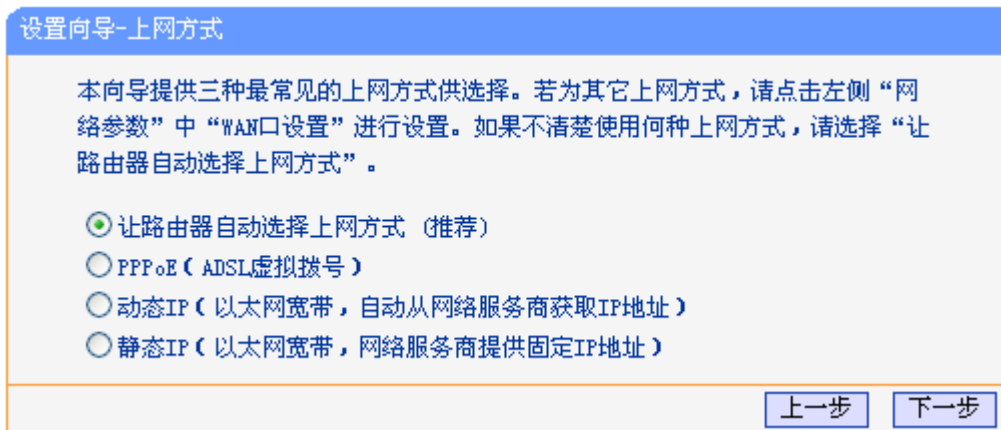 设置向导-上网方式
本向导提供三种最常见的上网方式供选择。若为其它上网方式，请点击左侧“网
络参数”中“WAN口设置”进行设置。如果不清楚使用何种上网方式，请选择“让
路由器自动选择上网方式”。
让路由器自动选择上网方式（推荐）
PPPoE（ADSL虚拟拨号）
动态IP（以太网宽带，自动从网络服务商获取IP地址）
静态IP（以太网宽带，网络服务商提供固定IP地址）
上一步 下一步